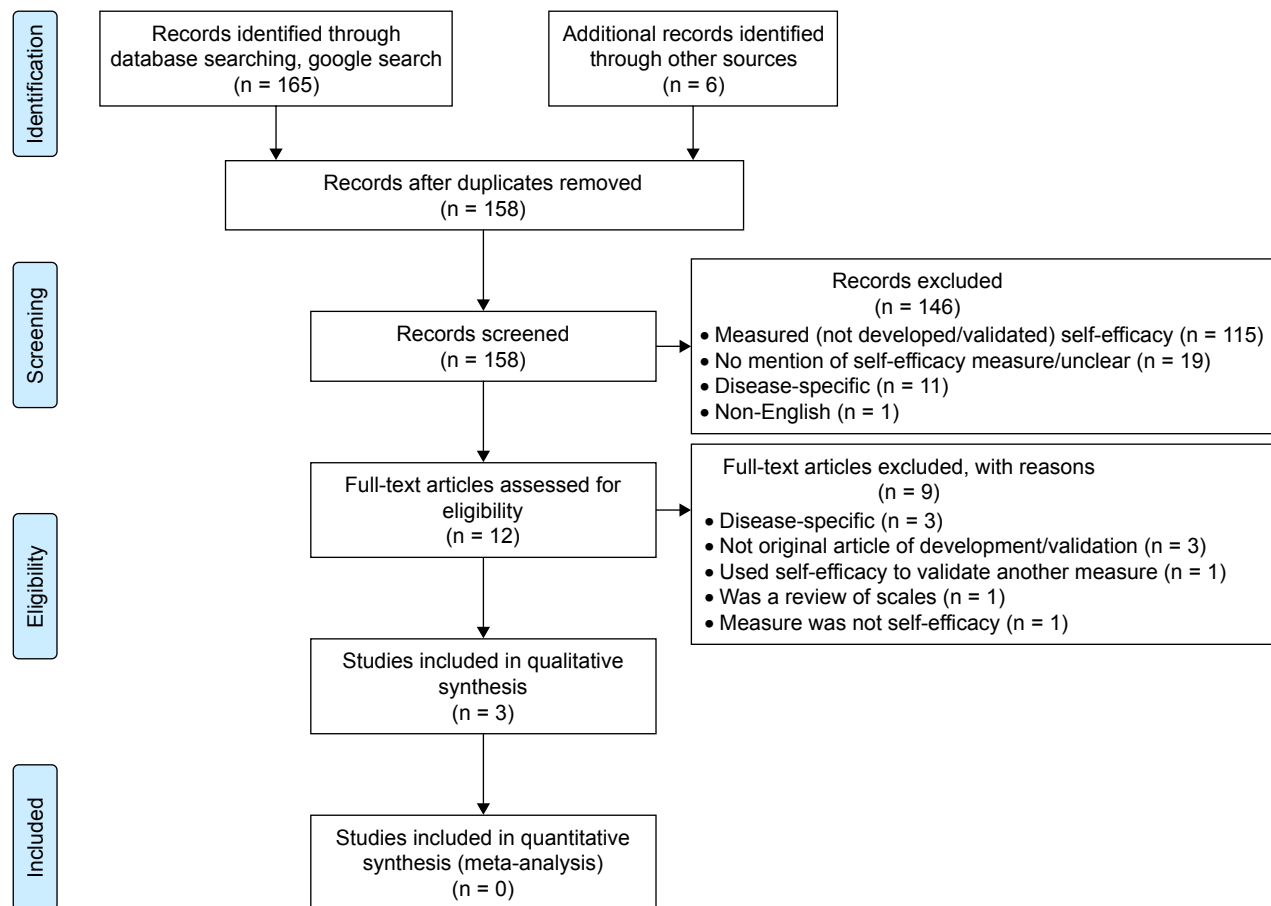 Identification
Records identified through
database searching, google search
(n = 165)
Additional records identified
through other sources
(n = 6)
Records after duplicates removed
(n = 158)
Screening
Records screened
(n = 158)
Records excluded
(n = 146)
• Measured (not developed/validated) self-efficacy (n = 115)
• No mention of self-efficacy measure/unclear (n = 19)
• Disease-specific (n = 11)
• Non-English (n = 1)
Eligibility
Full-text articles assessed for
eligibility
(n = 12)
Full-text articles excluded, with reasons
(n = 9)
• Disease-specific (n = 3)
• Not original article of development/validation (n = 3)
• Used self-efficacy to validate another measure (n = 1)
• Was a review of scales (n = 1)
• Measure was not self-efficacy (n = 1)
Studies included in qualitative
synthesis
(n = 3)
Included
Studies included in quantitative
synthesis (meta-analysis)
(n = 0)